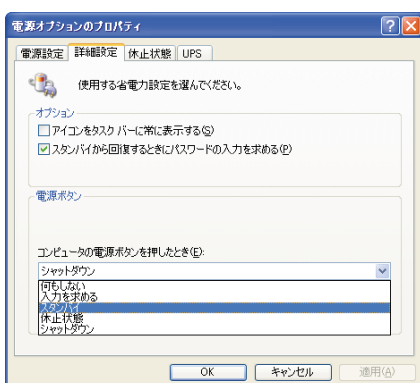 電源オプションのプロパティ
電源設定 詳細設定 休止状態 UPS
使用する省電力設定を選んでください。
オプション
アイコンをタスク バーに常に表示する(S)
スタンバイから回復するときにパスワードの入力を求める(P)
電源ボタン
コンピュータの電源ボタンを押したとき(E):
シャットダウン
何もしない
入力を求める
スタンバイ
休止状態
シャットダウン
OK キャンセル 適用(A)